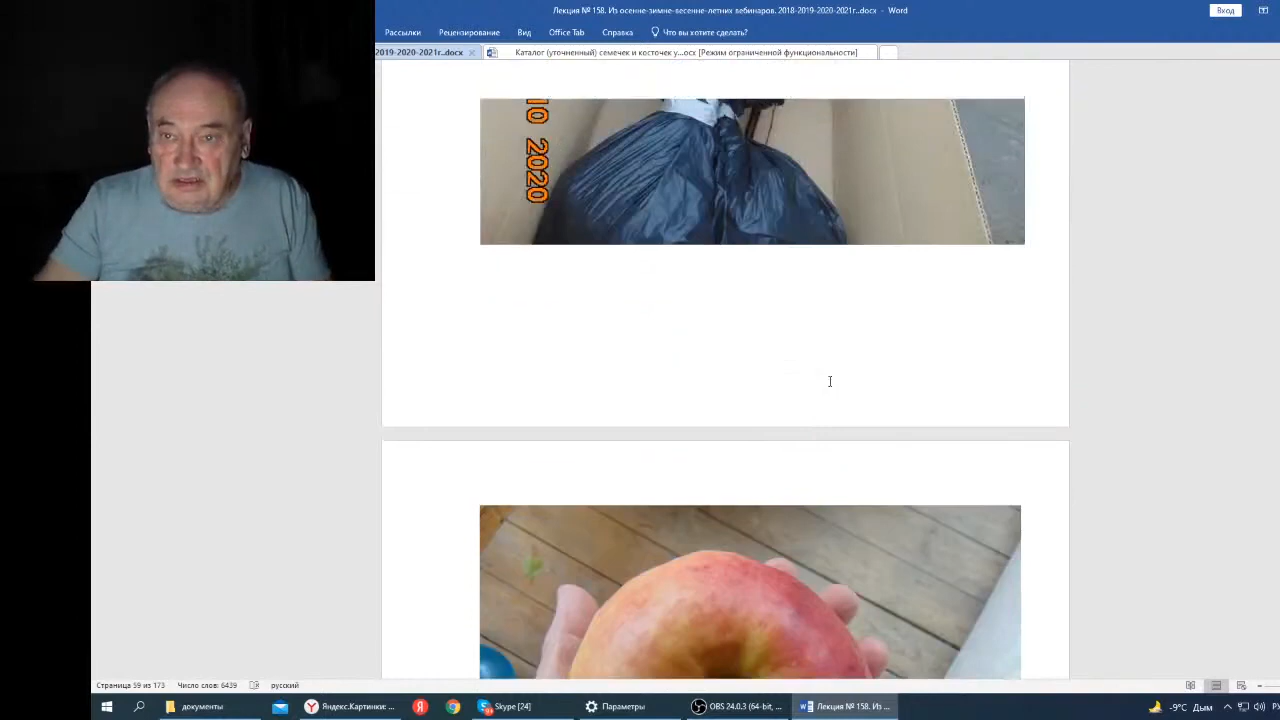 Лекция № 158. Из осенне-зимне-весенне-летних вебинаров. 2018-2019-2020-2021г..docx - Word
Вход
Рассылки Рецензирование Вид Office Tab Справка Что вы хотите сделать?
2019-2020-2021г..docx
Каталог (уточненный) семечек и косточек у...ocx [Режим ограниченной функциональности]
10 2020
Страница 59 из 173 Число слов: 6439 русский
документы
Яндекс.Картинки: ...
Я
Skype [24]
Параметры
OBS 24.0.3 (64-bit, ...
Лекция № 158. Из ...
-9°C Дым